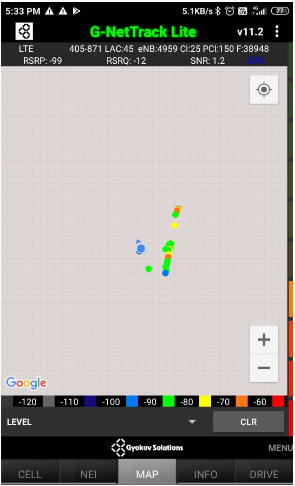 5:33 PM 5.1KB/s 77
G-NetTrack Lite v11.2
LTE 405-871 LAC:45 eNB:4959 CI:25 PCI:150 F:38948
RSRP: -99 RSRQ: -12 SNR: 1.2
Google
-120 -110 -100 -90 -80 -70 -60
LEVEL CLR
Gyokov Solutions MENU
CELL NEI MAP INFO DRIVE